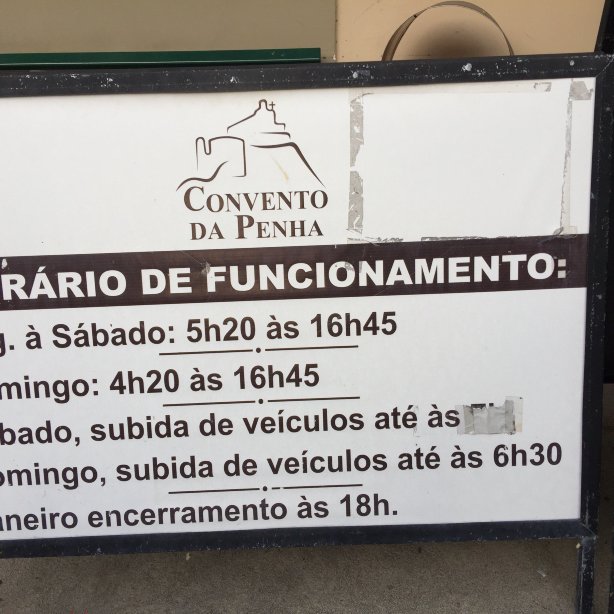 CONVENTO
DA PENHA
RÁRIO DE FUNCIONAMENTO:
g. à Sábado: 5h20 às 16h45
mingo: 4h20 às 16h45
bado, subida de veículos até às
omingo, subida de veículos até às 6h30
aneiro encerramento às 18h.